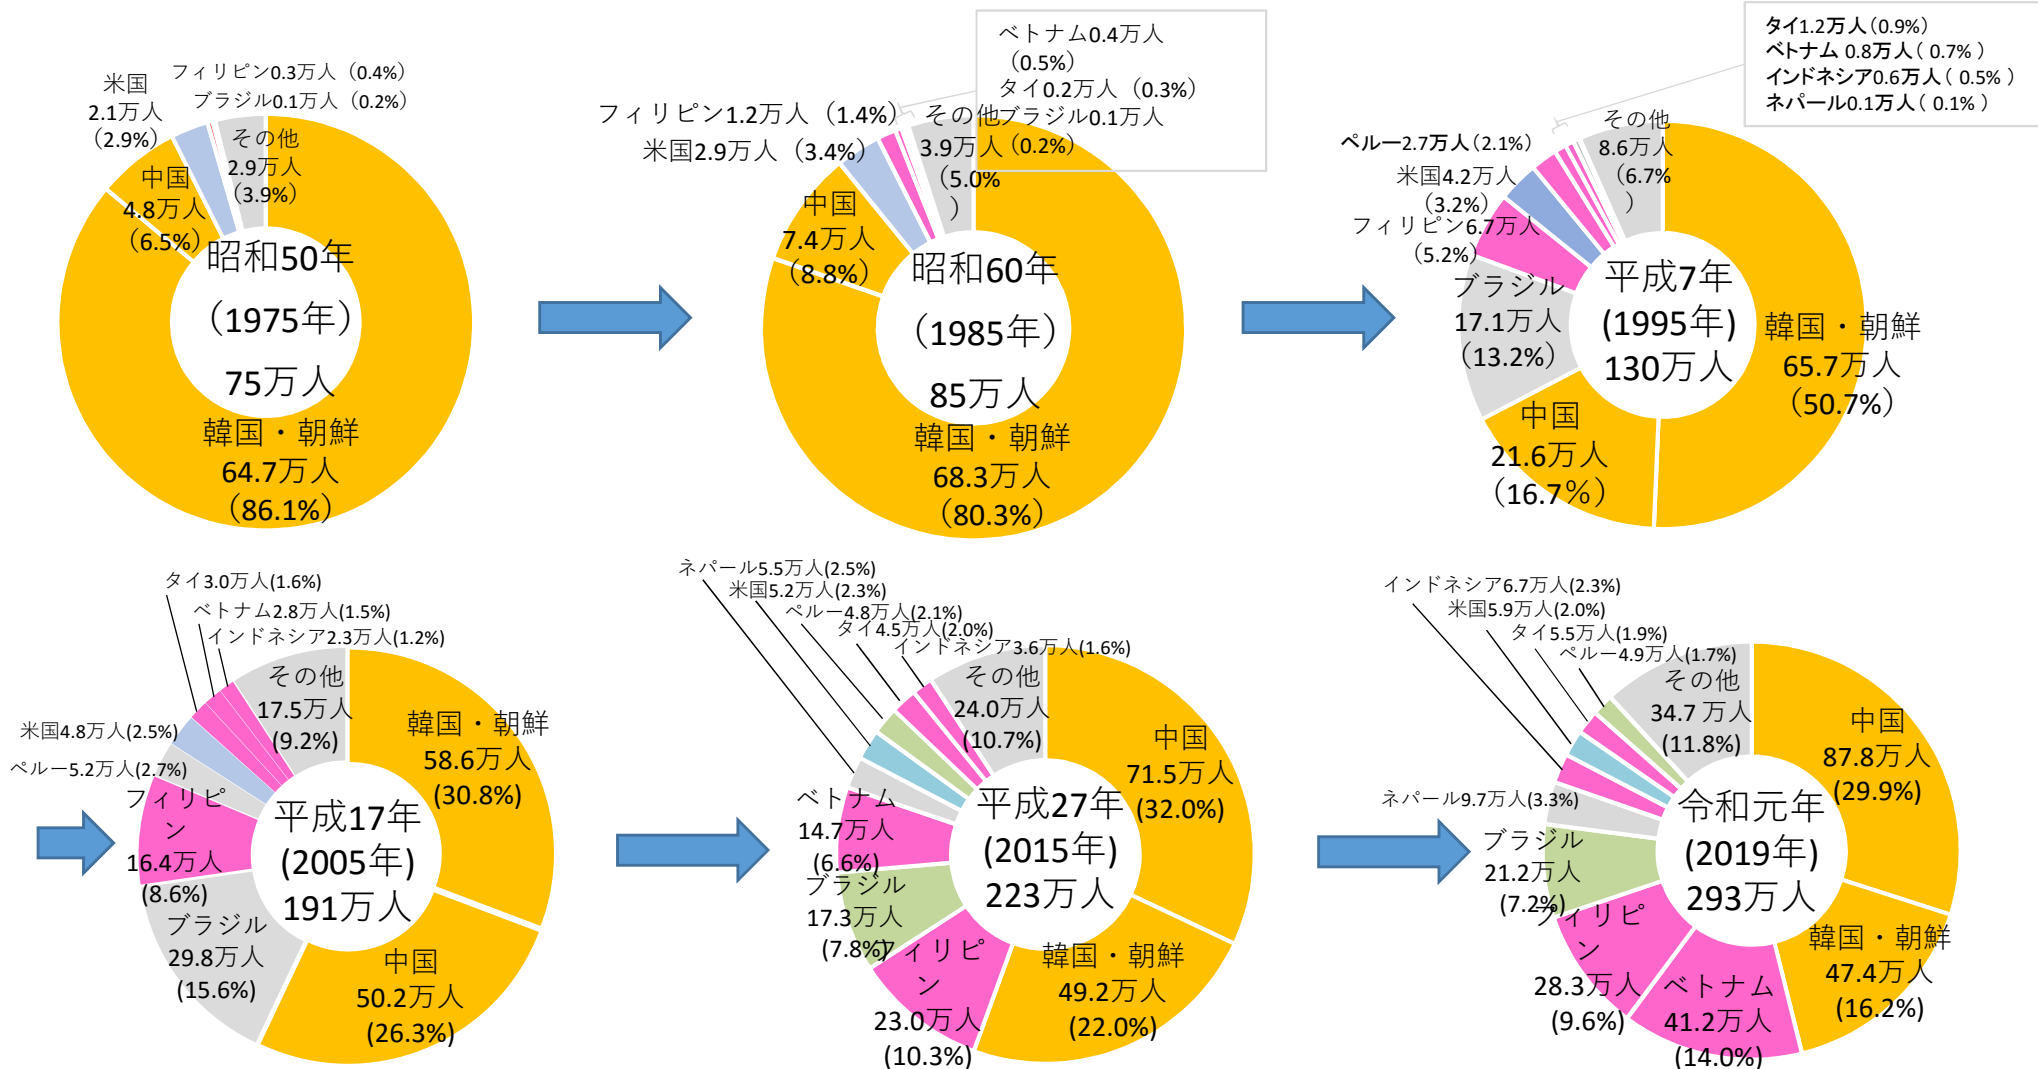 米国
2.1万人
(2.9%)
フィリピン0.3万人（0.4%）
ブラジル0.1万人（0.2%）
その他
2.9万人
(3.9%)
中国
4.8万人
（6.5%）
昭和50年
（1975年）
75万人
韓国・朝鮮
64.7万人
（86.1%）
ベトナム0.4万人
（0.5%）
タイ0.2万人（0.3%）
ブラジル0.1万人
（0.2%）
フィリピン1.2万人（1.4%）
米国2.9万人（3.4%）
その他
3.9万人
（5.0%
）
中国
7.4万人
（8.8%）
昭和60年
（1985年）
85万人
韓国・朝鮮
68.3万人
（80.3%）
タイ1.2万人（0.9%）
ベトナム 0.8万人（ 0.7% ）
インドネシア0.6万人（ 0.5% ）
ネパール0.1万人（ 0.1% ）
その他
8.6万人
（6.7%
）
ペルー2.7万人（2.1%）
米国4.2万人
（3.2%）
フィリピン6.7万人
（5.2%）
ブラジル
17.1万人
（13.2%）
平成7年
(1995年)
130万人
韓国・朝鮮
65.7万人
（50.7%）
中国
21.6万人
（16.7％）
タイ3.0万人(1.6%)
ベトナム2.8万人(1.5%)
インドネシア2.3万人(1.2%)
その他
17.5万人
(9.2%)
米国4.8万人(2.5%)
ペルー5.2万人(2.7%)
フィリピ
ン
16.4万人
(8.6%)
韓国・朝鮮
58.6万人
(30.8%)
平成17年
(2005年)
191万人
ブラジル
29.8万人
(15.6%)
中国
50.2万人
(26.3%)
ネパール5.5万人(2.5%)
米国5.2万人(2.3%)
ペルー4.8万人(2.1%)
タイ4.5万人(2.0%)
インドネシア3.6万人(1.6%)
その他
24.0万人
(10.7%)
中国
71.5万人
(32.0%)
ベトナム
14.7万人
(6.6%)
平成27年
(2015年)
223万人
ブラジル
17.3万人
(7.8%)
フィリピ
ン
23.0万人
(10.3%)
韓国・朝鮮
49.2万人
(22.0%)
インドネシア6.7万人(2.3%)
米国5.9万人(2.0%)
タイ5.5万人(1.9%)
ペルー4.9万人(1.7%)
その他
34.7 万人
(11.8%)
中国
87.8万人
(29.9%)
ネパール9.7万人(3.3%)
ブラジル
21.2万人
(7.2%)
令和元年
(2019年)
293万人
フィリピ
ン
28.3万人
(9.6%)
ベトナム
41.2万人
(14.0%)
韓国・朝鮮
47.4万人
(16.2%)